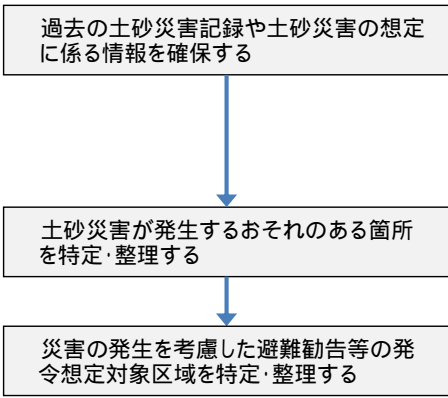 過去の土砂災害記録や土砂災害の想定
に係る情報を確保する
土砂災害が発生するおそれのある箇所
を特定・整理する
災害の発生を考慮した避難勧告等の発
令想定対象区域を特定・整理する